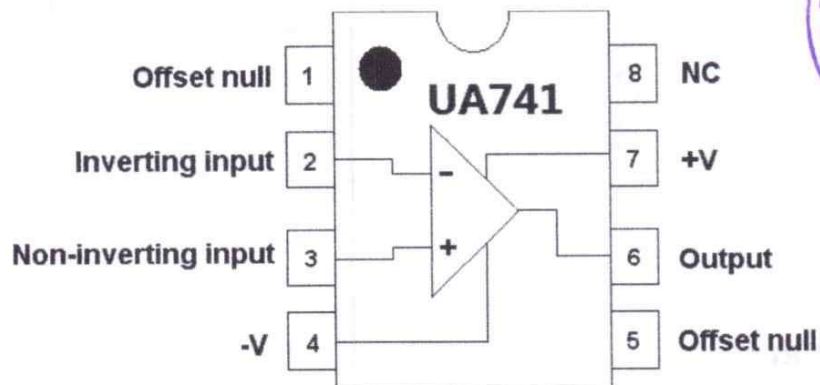 Offset null 1 8 NC
UA741
Inverting input 2 - 7 +V
Non-inverting input 3 + 6 Output
-V 4 5 Offset null